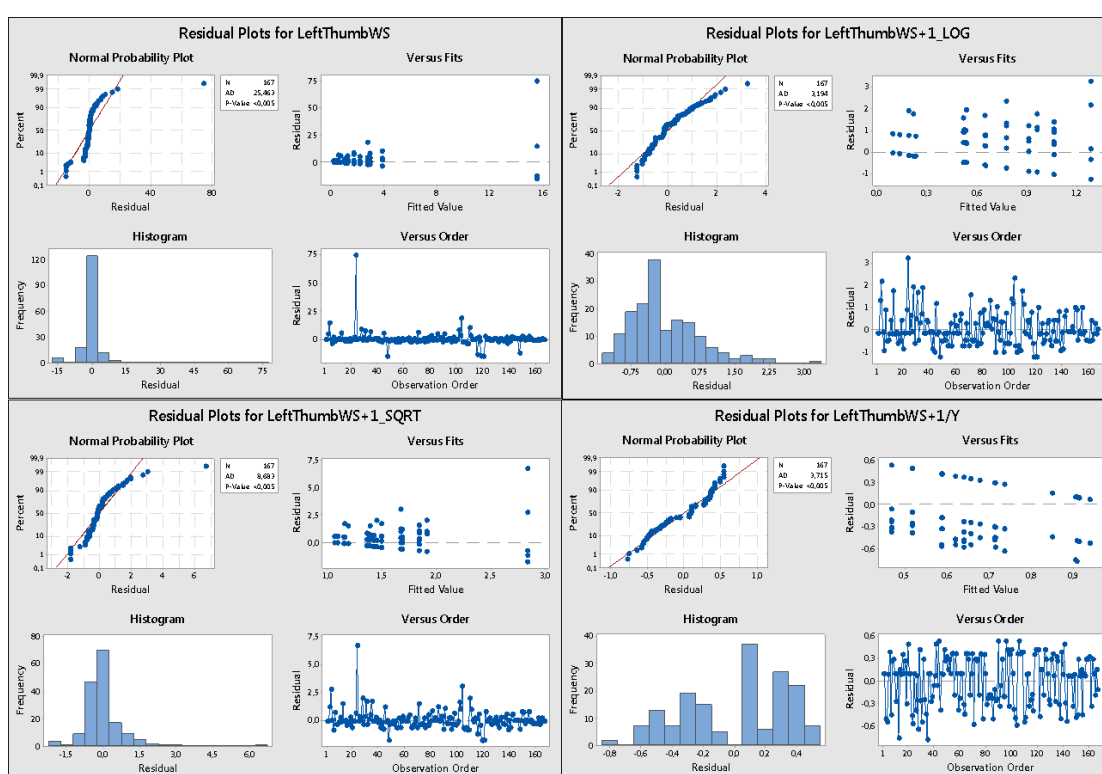 Residual Plots for LeftThumbWS
Normal Probability Plot
Versus Fits
99,9
99
90
50
10
1
0,1
Percent
0
40
80
Residual
N 167
AD 25,463
P-Value <0,005
75
50
25
0
Residual
0
4
8
12
16
Fitted Value
Histogram
Versus Order
120
90
60
30
0
Frequency
-15
0
15
30
45
60
75
Residual
75
50
25
0
Residual
1
20
40
60
80
100
120
140
160
Observation Order
Residual Plots for LeftThumbWS+1_LOG
Normal Probability Plot
Versus Fits
99,9
99
90
50
10
1
0,1
Percent
-2
0
2
4
Residual
N 167
AD 3,194
P-Value <0,005
3
2
1
0
-1
Residual
0,0
0,3
0,6
0,9
1,2
Fitted Value
Histogram
Versus Order
40
30
20
10
0
Frequency
-0,75
0,00
0,75
1,50
2,25
3,00
Residual
3
2
1
0
-1
Residual
1
20
40
60
80
100
120
140
160
Observation Order
Residual Plots for LeftThumbWS+1_SQRT
Normal Probability Plot
Versus Fits
99,9
99
90
50
10
1
0,1
Percent
-2
0
2
4
6
Residual
N 167
AD 8,683
P-Value <0,005
7,5
5,0
2,5
0,0
Residual
1,0
1,5
2,0
2,5
3,0
Fitted Value
Histogram
Versus Order
80
60
40
20
0
Frequency
-1,5
0,0
1,5
3,0
4,5
6,0
Residual
7,5
5,0
2,5
0,0
Residual
1
20
40
60
80
100
120
140
160
Observation Order
Residual Plots for LeftThumbWS+1/Y
Normal Probability Plot
Versus Fits
99,9
99
90
50
10
1
0,1
Percent
-1,0
-0,5
0,0
0,5
1,0
Residual
N 167
AD 3,715
P-Value <0,005
0,6
0,3
0,0
-0,3
-0,6
Residual
0,5
0,6
0,7
0,8
0,9
Fitted Value
Histogram
Versus Order
40
30
20
10
0
Frequency
-0,8
-0,6
-0,4
-0,2
0,0
0,2
0,4
Residual
0,6
0,3
0,0
-0,3
-0,6
Residual
1
20
40
60
80
100
120
140
160
Observation Order